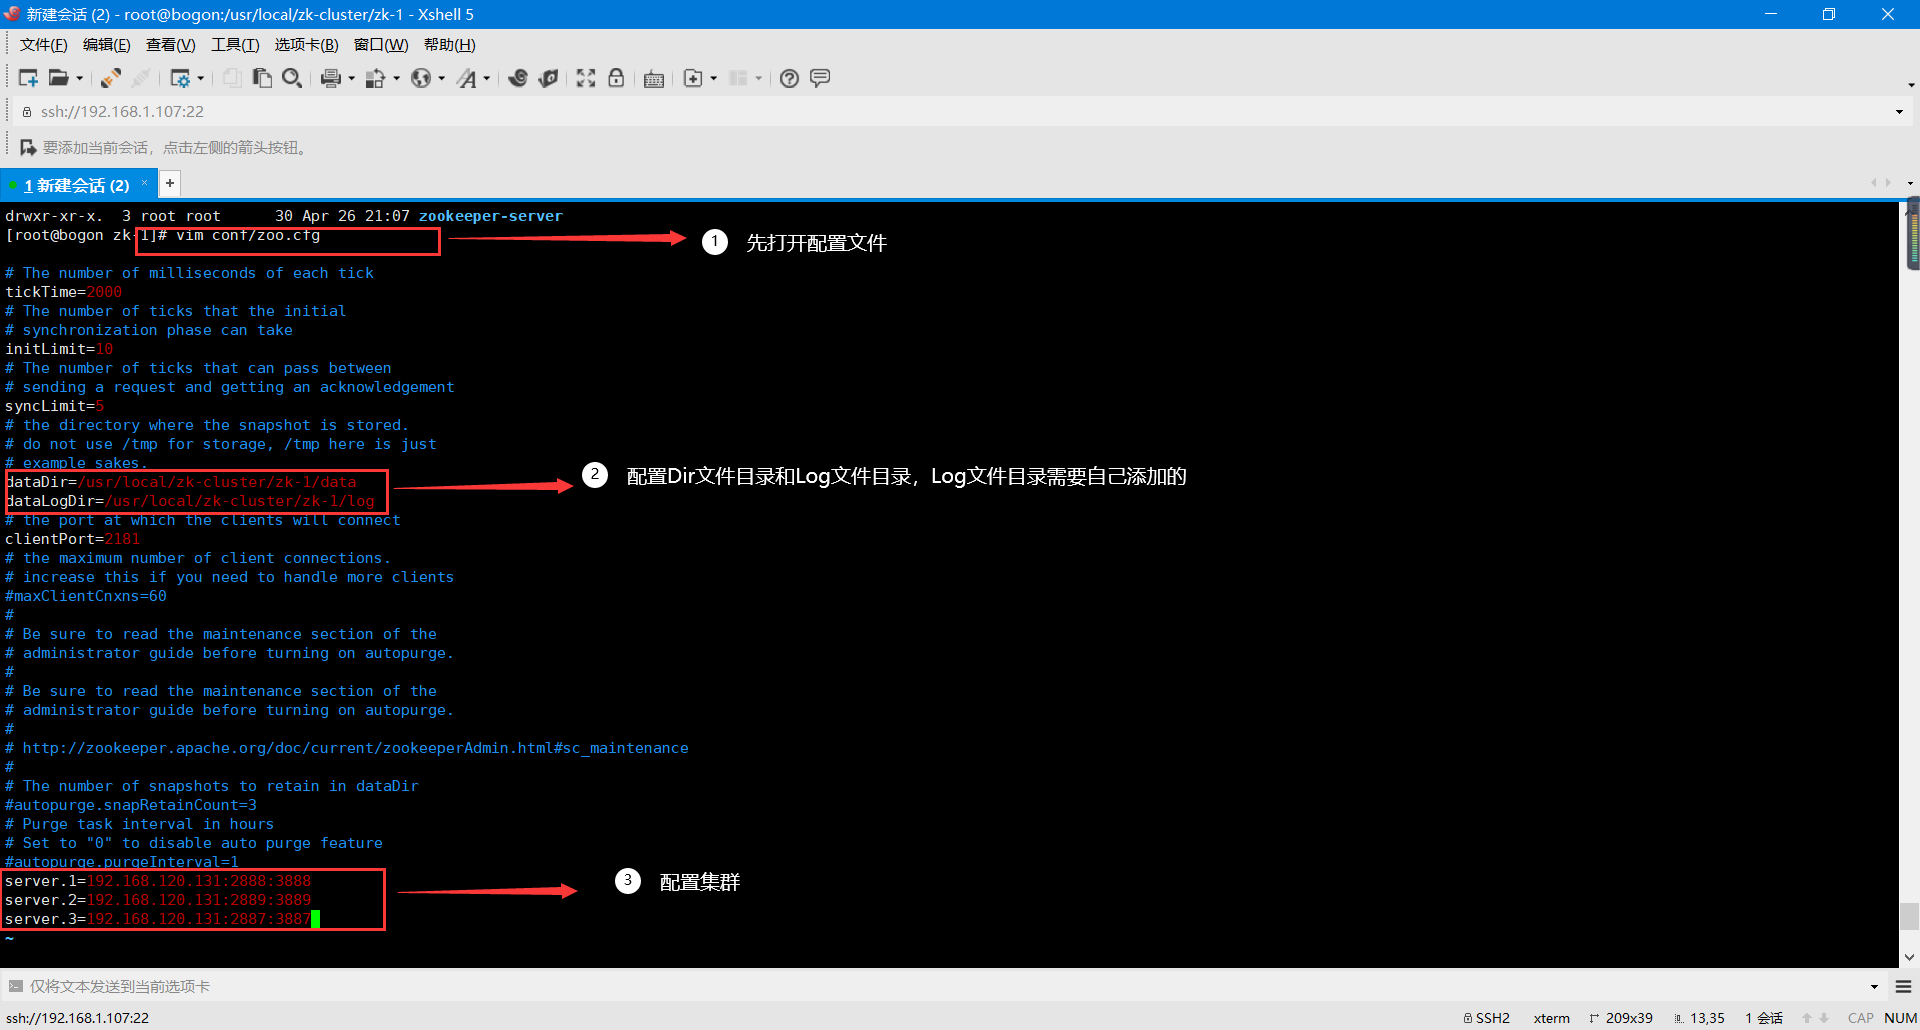 新建会话 (2) - root@bogon:/usr/local/zk-cluster/zk-1 - Xshell 5
文件(F) 编辑(E) 查看(V) 工具(T) 选项卡(B) 窗口(W) 帮助(H)
ssh://192.168.1.107:22
要添加当前会话，点击左侧的箭头按钮。
1 新建会话 (2) × +
drwxr-xr-x.  3 root root      30 Apr 26 21:07 zookeeper-server
[root@bogon zk-1]# vim conf/zoo.cfg
1 先打开配置文件
# The number of milliseconds of each tick
tickTime=2000
# The number of ticks that the initial
# synchronization phase can take
initLimit=10
# The number of ticks that can pass between
# sending a request and getting an acknowledgement
syncLimit=5
# the directory where the snapshot is stored.
# do not use /tmp for storage, /tmp here is just
# example sakes.
dataDir=/usr/local/zk-cluster/zk-1/data
dataLogDir=/usr/local/zk-cluster/zk-1/log
2 配置Dir文件目录和Log文件目录，Log文件目录需要自己添加的
# the port at which the clients will connect
clientPort=2181
# the maximum number of client connections.
# increase this if you need to handle more clients
#maxClientCnxns=60
#
# Be sure to read the maintenance section of the
# administrator guide before turning on autopurge.
#
# Be sure to read the maintenance section of the
# administrator guide before turning on autopurge.
#
# http://zookeeper.apache.org/doc/current/zookeeperAdmin.html#sc_maintenance
#
# The number of snapshots to retain in dataDir
#autopurge.snapRetainCount=3
# Purge task interval in hours
# Set to "0" to disable auto purge feature
#autopurge.purgeInterval=1
server.1=192.168.120.131:2888:3888
server.2=192.168.120.131:2889:3889
server.3=192.168.120.131:2887:3887
3 配置集群
~
仅将文本发送到当前选项卡
ssh://192.168.1.107:22 SSH2 xterm 209x39 13,35 1 会话 CAP NUM